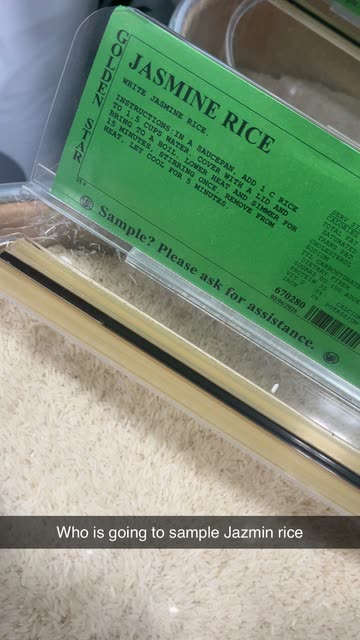 GOLDEN STAR
JASMINE RICE
WHITE JASMINE RICE.
INSTRUCTIONS: IN A SAUCEPAN, ADD 1 C RICE
TO 1.5 CUPS WATER. COVER WITH A LID AND
BRING TO A BOIL. LOWER HEAT AND SIMMER FOR
15 MINUTES, STIRRING ONCE. REMOVE FROM
HEAT. LET COOL FOR 5 MINUTES.
Sample? Please ask for assistance.
670280
Who is going to sample Jazmin rice